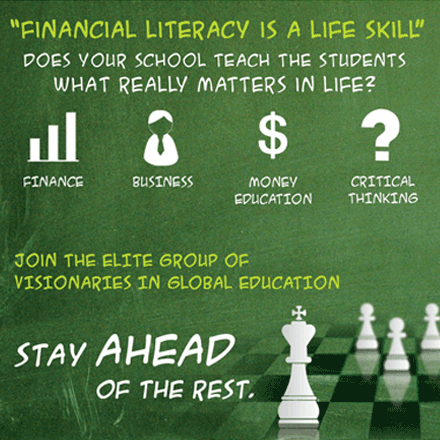 "FINANCIAL LITERACY IS A LIFE SKILL"
DOES YOUR SCHOOL TEACH THE STUDENTS
WHAT REALLY MATTERS IN LIFE?
$
?
FINANCE
BUSINESS
MONEY
EDUCATION
CRITICAL
THINKING
JOIN THE ELITE GROUP OF
VISIONARIES IN GLOBAL EDUCATION
STAY AHEAD
OF THE REST.